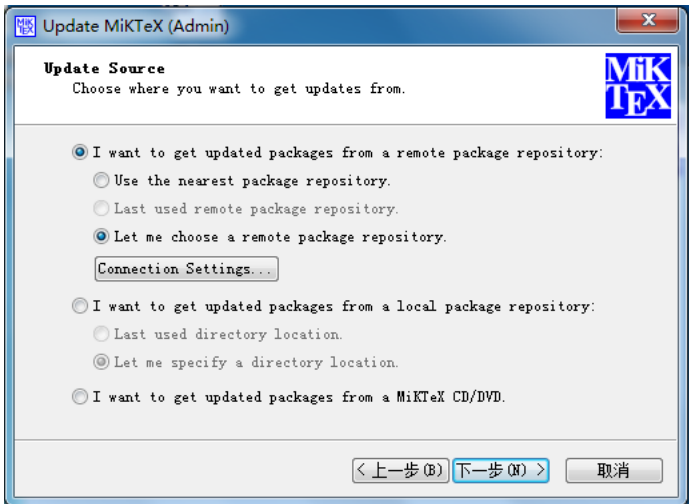 Update MiKTeX (Admin)
Update Source
Choose where you want to get updates from.
MiK
TEX
I want to get updated packages from a remote package repository:
Use the nearest package repository.
Last used remote package repository.
Let me choose a remote package repository.
Connection Settings...
I want to get updated packages from a local package repository:
Last used directory location.
Let me specify a directory location.
I want to get updated packages from a MiKTeX CD/DVD.
< 上一步(B) 下一步(N) > 取消